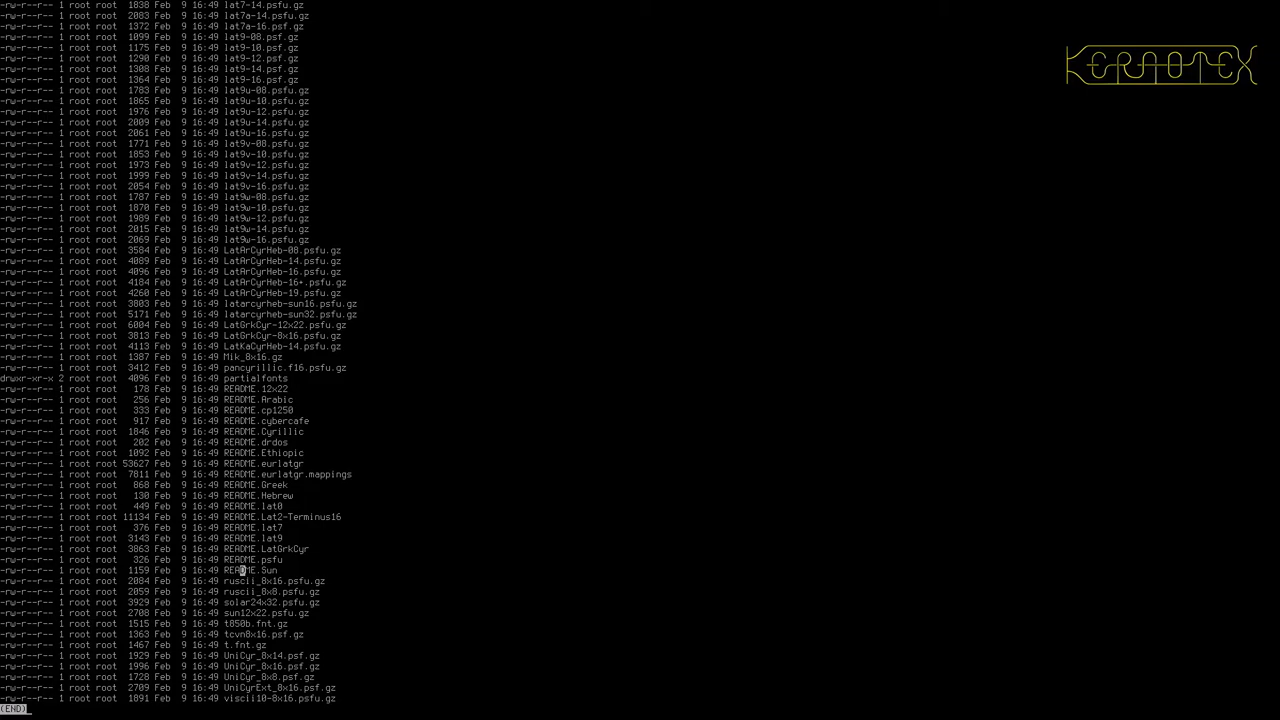 -rw-r--r-- 1 root root  1838 Feb  9 16:49 lat7-14.psfu.gz
-rw-r--r-- 1 root root  2083 Feb  9 16:49 lat7a-14.psfu.gz
-rw-r--r-- 1 root root  1372 Feb  9 16:49 lat7a-16.psf.gz
-rw-r--r-- 1 root root  1099 Feb  9 16:49 lat9-08.psf.gz
-rw-r--r-- 1 root root  1175 Feb  9 16:49 lat9-10.psf.gz
-rw-r--r-- 1 root root  1290 Feb  9 16:49 lat9-12.psf.gz
-rw-r--r-- 1 root root  1308 Feb  9 16:49 lat9-14.psf.gz
-rw-r--r-- 1 root root  1364 Feb  9 16:49 lat9-16.psf.gz
-rw-r--r-- 1 root root  1783 Feb  9 16:49 lat9u-08.psfu.gz
-rw-r--r-- 1 root root  1865 Feb  9 16:49 lat9u-10.psfu.gz
-rw-r--r-- 1 root root  1976 Feb  9 16:49 lat9u-12.psfu.gz
-rw-r--r-- 1 root root  2009 Feb  9 16:49 lat9u-14.psfu.gz
-rw-r--r-- 1 root root  2061 Feb  9 16:49 lat9u-16.psfu.gz
-rw-r--r-- 1 root root  1771 Feb  9 16:49 lat9v-08.psfu.gz
-rw-r--r-- 1 root root  1853 Feb  9 16:49 lat9v-10.psfu.gz
-rw-r--r-- 1 root root  1973 Feb  9 16:49 lat9v-12.psfu.gz
-rw-r--r-- 1 root root  1999 Feb  9 16:49 lat9v-14.psfu.gz
-rw-r--r-- 1 root root  2054 Feb  9 16:49 lat9v-16.psfu.gz
-rw-r--r-- 1 root root  1787 Feb  9 16:49 lat9w-08.psfu.gz
-rw-r--r-- 1 root root  1870 Feb  9 16:49 lat9w-10.psfu.gz
-rw-r--r-- 1 root root  1989 Feb  9 16:49 lat9w-12.psfu.gz
-rw-r--r-- 1 root root  2015 Feb  9 16:49 lat9w-14.psfu.gz
-rw-r--r-- 1 root root  2069 Feb  9 16:49 lat9w-16.psfu.gz
-rw-r--r-- 1 root root  3584 Feb  9 16:49 LatArCyrHeb-08.psfu.gz
-rw-r--r-- 1 root root  4089 Feb  9 16:49 LatArCyrHeb-14.psfu.gz
-rw-r--r-- 1 root root  4096 Feb  9 16:49 LatArCyrHeb-16.psfu.gz
-rw-r--r-- 1 root root  4184 Feb  9 16:49 LatArCyrHeb-16+.psfu.gz
-rw-r--r-- 1 root root  4260 Feb  9 16:49 LatArCyrHeb-19.psfu.gz
-rw-r--r-- 1 root root  3803 Feb  9 16:49 latarcyrheb-sun16.psfu.gz
-rw-r--r-- 1 root root  5171 Feb  9 16:49 latarcyrheb-sun32.psfu.gz
-rw-r--r-- 1 root root  6004 Feb  9 16:49 LatGrkCyr-12x22.psfu.gz
-rw-r--r-- 1 root root  3813 Feb  9 16:49 LatGrkCyr-8x16.psfu.gz
-rw-r--r-- 1 root root  4113 Feb  9 16:49 LatKaCyrHeb-14.psfu.gz
-rw-r--r-- 1 root root  1387 Feb  9 16:49 Mik_8x16.gz
-rw-r--r-- 1 root root  3412 Feb  9 16:49 pancyrillic.f16.psfu.gz
drwxr-xr-x 2 root root  4096 Feb  9 16:49 partialfonts
-rw-r--r-- 1 root root   178 Feb  9 16:49 README.12x22
-rw-r--r-- 1 root root   256 Feb  9 16:49 README.Arabic
-rw-r--r-- 1 root root   333 Feb  9 16:49 README.cp1250
-rw-r--r-- 1 root root   917 Feb  9 16:49 README.cybercafe
-rw-r--r-- 1 root root  1846 Feb  9 16:49 README.Cyrillic
-rw-r--r-- 1 root root   202 Feb  9 16:49 README.drdos
-rw-r--r-- 1 root root  1092 Feb  9 16:49 README.Ethiopic
-rw-r--r-- 1 root root 53627 Feb  9 16:49 README.eurlatgr
-rw-r--r-- 1 root root  7811 Feb  9 16:49 README.eurlatgr.mappings
-rw-r--r-- 1 root root   868 Feb  9 16:49 README.Greek
-rw-r--r-- 1 root root   130 Feb  9 16:49 README.Hebrew
-rw-r--r-- 1 root root   449 Feb  9 16:49 README.lat0
-rw-r--r-- 1 root root 11134 Feb  9 16:49 README.Lat2-Terminus16
-rw-r--r-- 1 root root   376 Feb  9 16:49 README.lat7
-rw-r--r-- 1 root root  3143 Feb  9 16:49 README.lat9
-rw-r--r-- 1 root root  3863 Feb  9 16:49 README.LatGrkCyr
-rw-r--r-- 1 root root   326 Feb  9 16:49 README.psfu
-rw-r--r-- 1 root root  1159 Feb  9 16:49 README.Sun
-rw-r--r-- 1 root root  2084 Feb  9 16:49 ruscii_8x16.psfu.gz
-rw-r--r-- 1 root root  2059 Feb  9 16:49 ruscii_8x8.psfu.gz
-rw-r--r-- 1 root root  3929 Feb  9 16:49 solar24x32.psfu.gz
-rw-r--r-- 1 root root  2708 Feb  9 16:49 sun12x22.psfu.gz
-rw-r--r-- 1 root root  1515 Feb  9 16:49 t850b.fnt.gz
-rw-r--r-- 1 root root  1363 Feb  9 16:49 tcvn8x16.psf.gz
-rw-r--r-- 1 root root  1467 Feb  9 16:49 t.fnt.gz
-rw-r--r-- 1 root root  1929 Feb  9 16:49 UniCyr_8x14.psf.gz
-rw-r--r-- 1 root root  1996 Feb  9 16:49 UniCyr_8x16.psf.gz
-rw-r--r-- 1 root root  1728 Feb  9 16:49 UniCyr_8x8.psf.gz
-rw-r--r-- 1 root root  2709 Feb  9 16:49 UniCyrExt_8x16.psf.gz
-rw-r--r-- 1 root root  1891 Feb  9 16:49 viscii10-8x16.psfu.gz
(END)
KERAOTEX